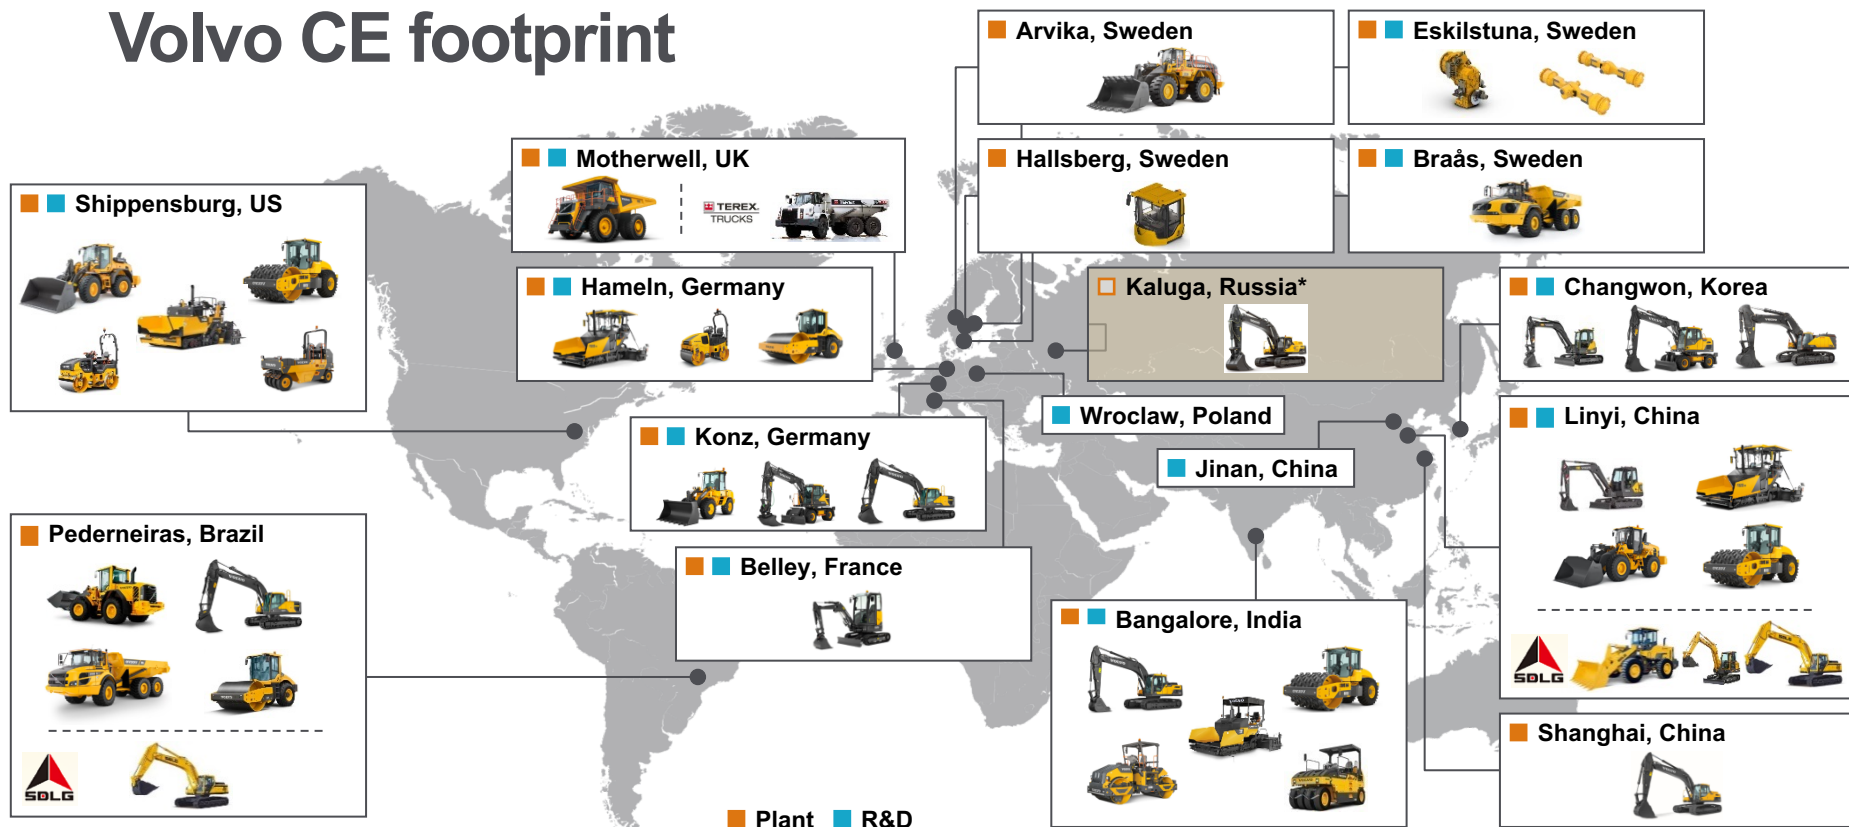 Volvo CE footprint
Arvika, Sweden
Eskilstuna, Sweden
Motherwell, UK
TEREX
TRUCKS
Hallsberg, Sweden
Braås, Sweden
Shippensburg, US
Hameln, Germany
Kaluga, Russia*
Changwon, Korea
Wroclaw, Poland
Linyi, China
Konz, Germany
Jinan, China
Pederneiras, Brazil
Belley, France
Bangalore, India
SDLG
Shanghai, China
SDLG
Plant
R&D